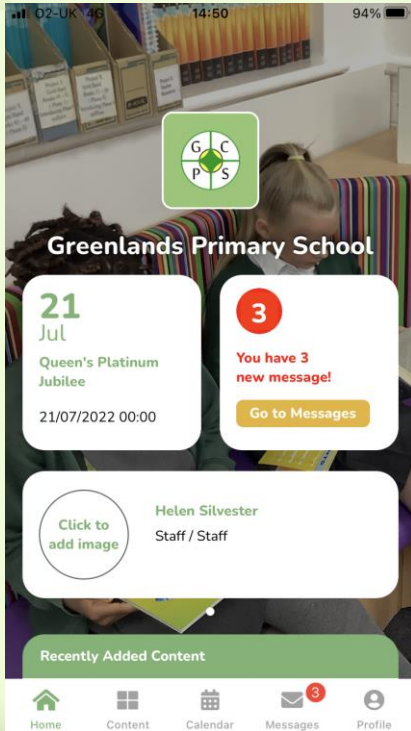 O2-UK 4G 14:50 94%
G C
P S
Greenlands Primary School
21
Jul
Queen's Platinum
Jubilee
21/07/2022 00:00
3
You have 3
new message!
Go to Messages
Click to
add image
Helen Silvester
Staff / Staff
Recently Added Content
3
Home Content Calendar Messages Profile